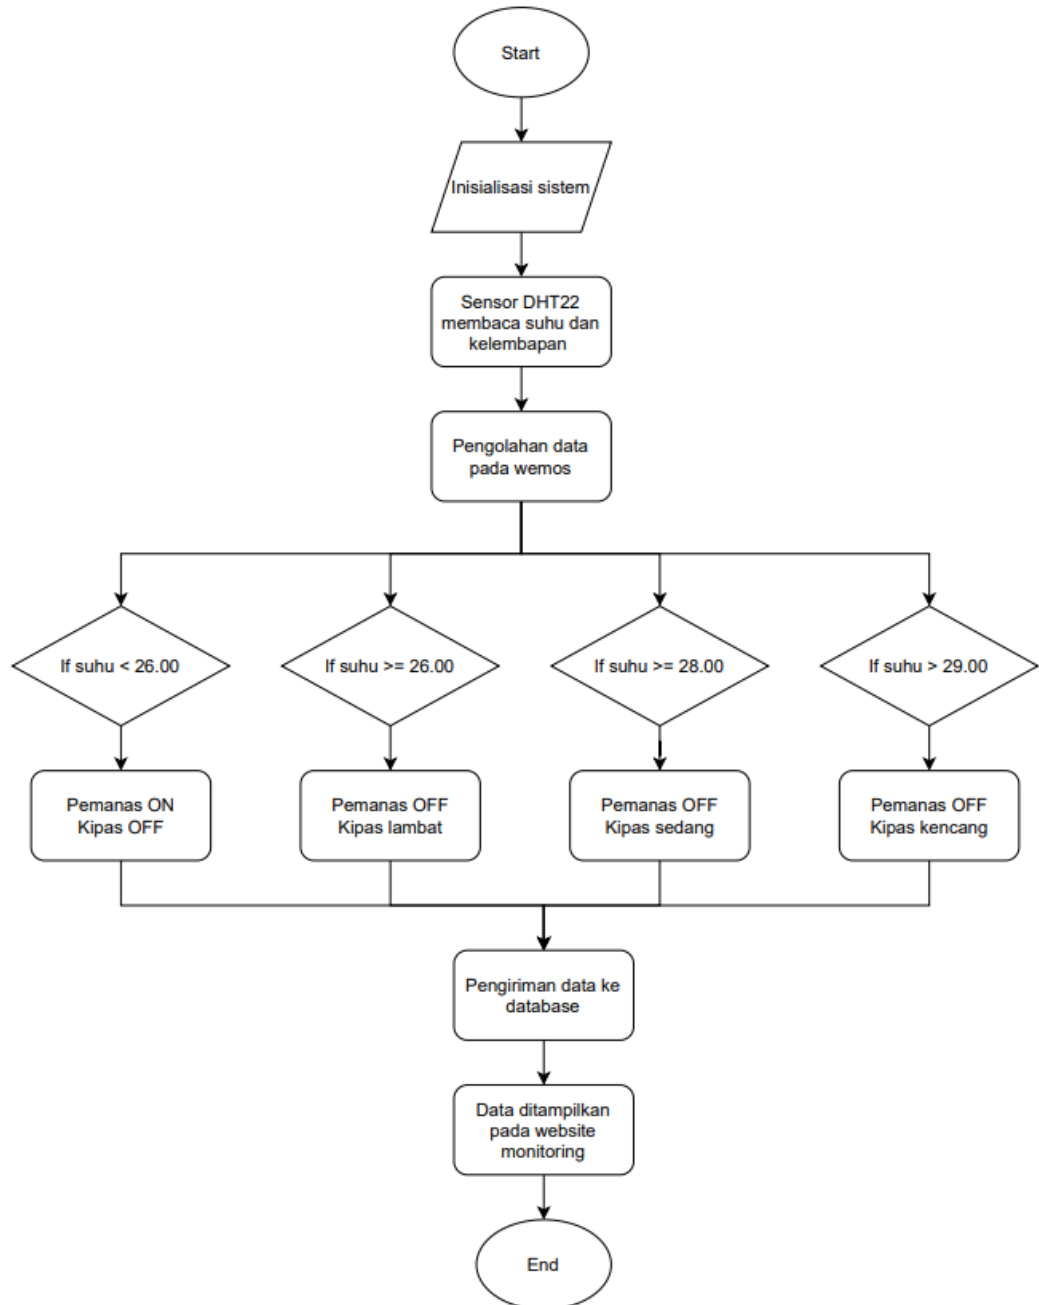 Start
Inisialisasi sistem
Sensor DHT22
membaca suhu dan
kelembapan
Pengolahan data
pada wemos
If suhu < 26.00
If suhu >= 26.00
If suhu >= 28.00
If suhu > 29.00
Pemanas ON
Kipas OFF
Pemanas OFF
Kipas lambat
Pemanas OFF
Kipas sedang
Pemanas OFF
Kipas kencang
Pengiriman data ke
database
Data ditampilkan
pada website
monitoring
End